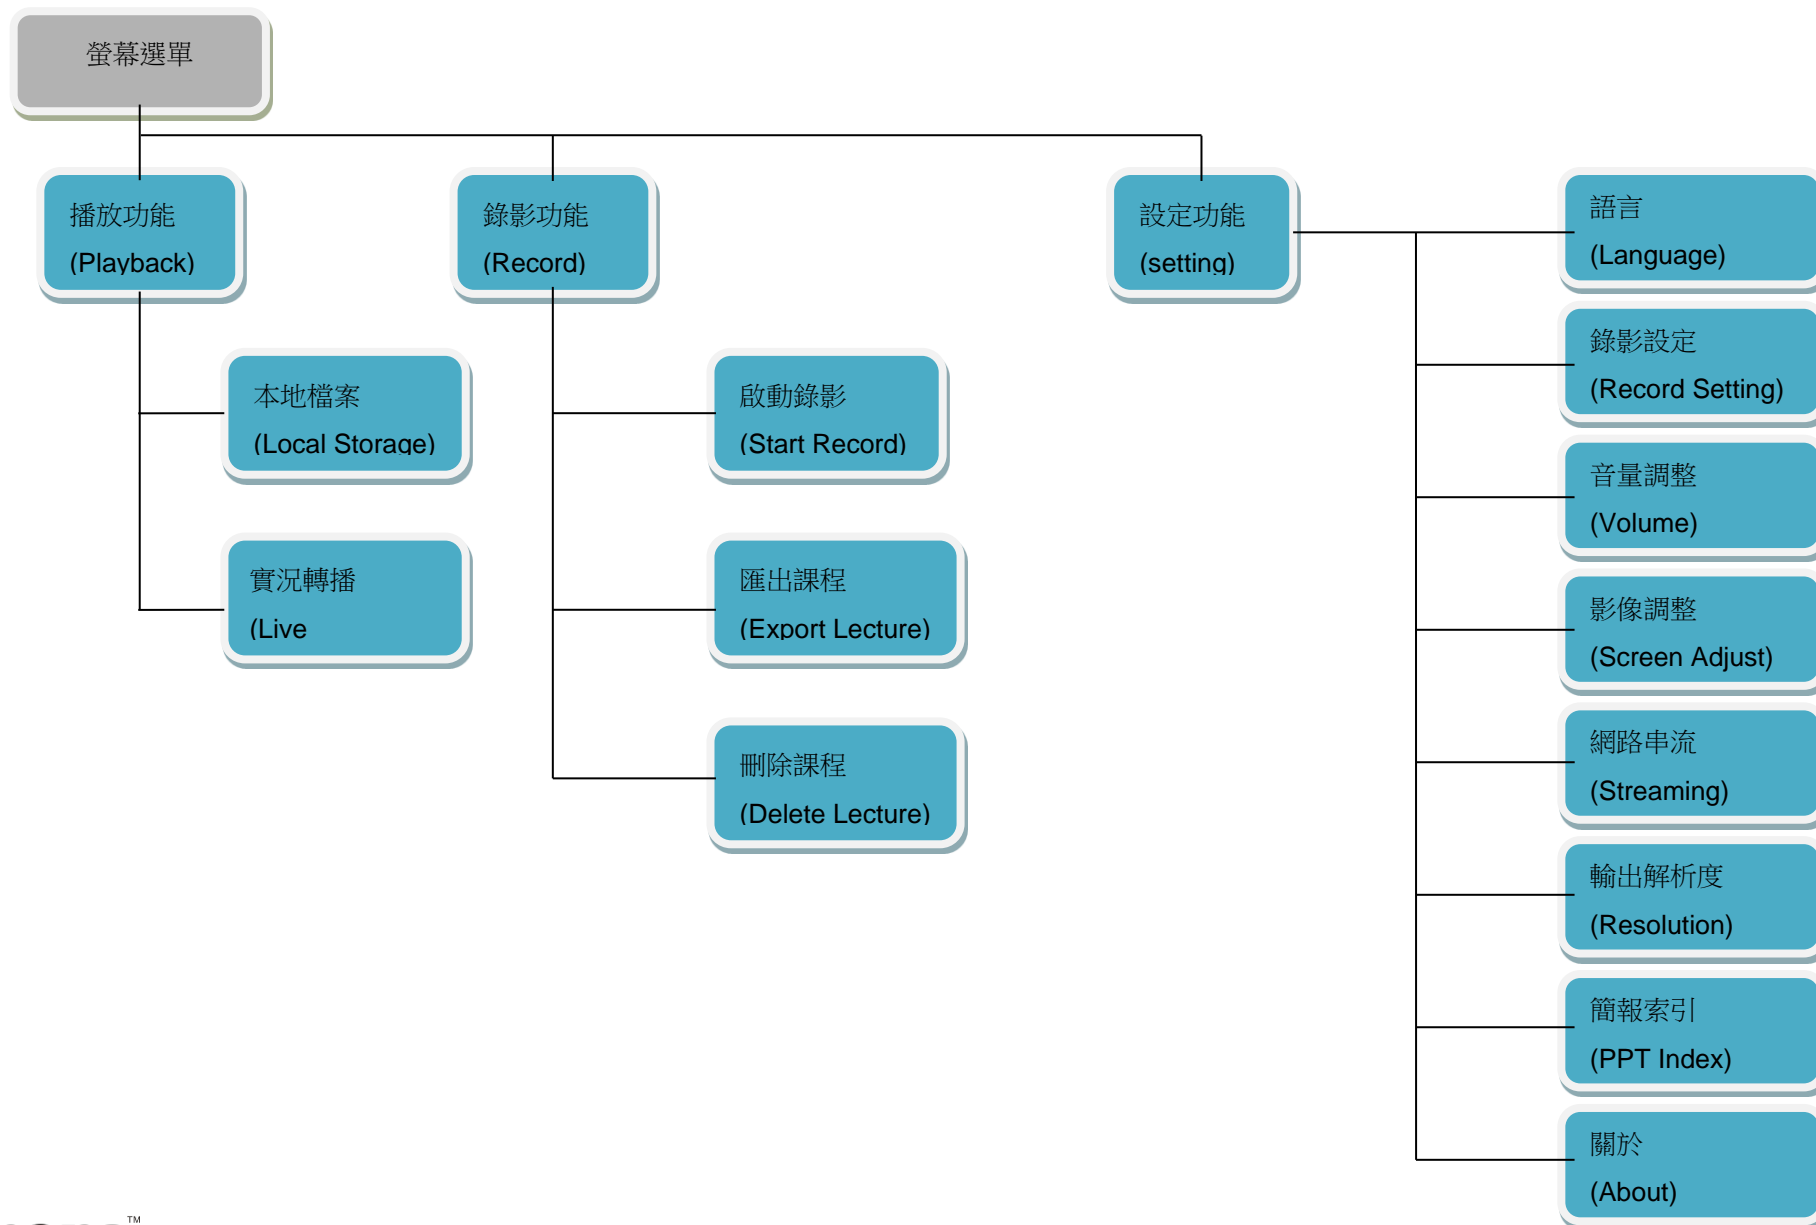 螢幕選單
播放功能
(Playback)
錄影功能
(Record)
設定功能
(setting)
本地檔案
(Local Storage)
實況轉播
(Live
啟動錄影
(Start Record)
匯出課程
(Export Lecture)
刪除課程
(Delete Lecture)
語言
(Language)
錄影設定
(Record Setting)
音量調整
(Volume)
影像調整
(Screen Adjust)
網路串流
(Streaming)
輸出解析度
(Resolution)
簡報索引
(PPT Index)
關於
(About)
™